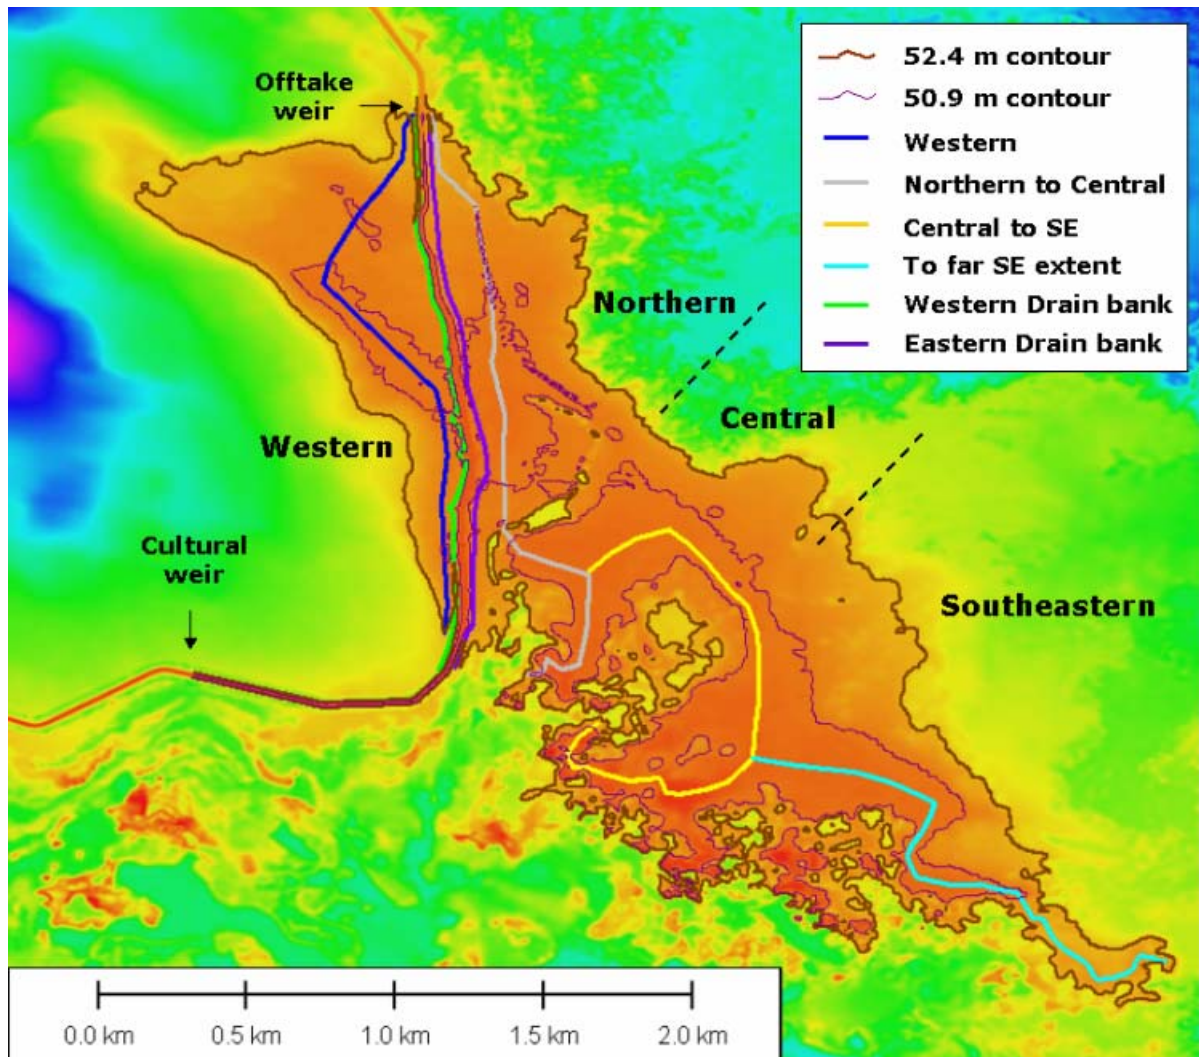 Offtake
weir
52.4 m contour
50.9 m contour
Western
Northern to Central
Central to SE
To far SE extent
Western Drain bank
Eastern Drain bank
Northern
Central
Western
Cultural
weir
Southeastern
0.0 km
0.5 km
1.0 km
1.5 km
2.0 km